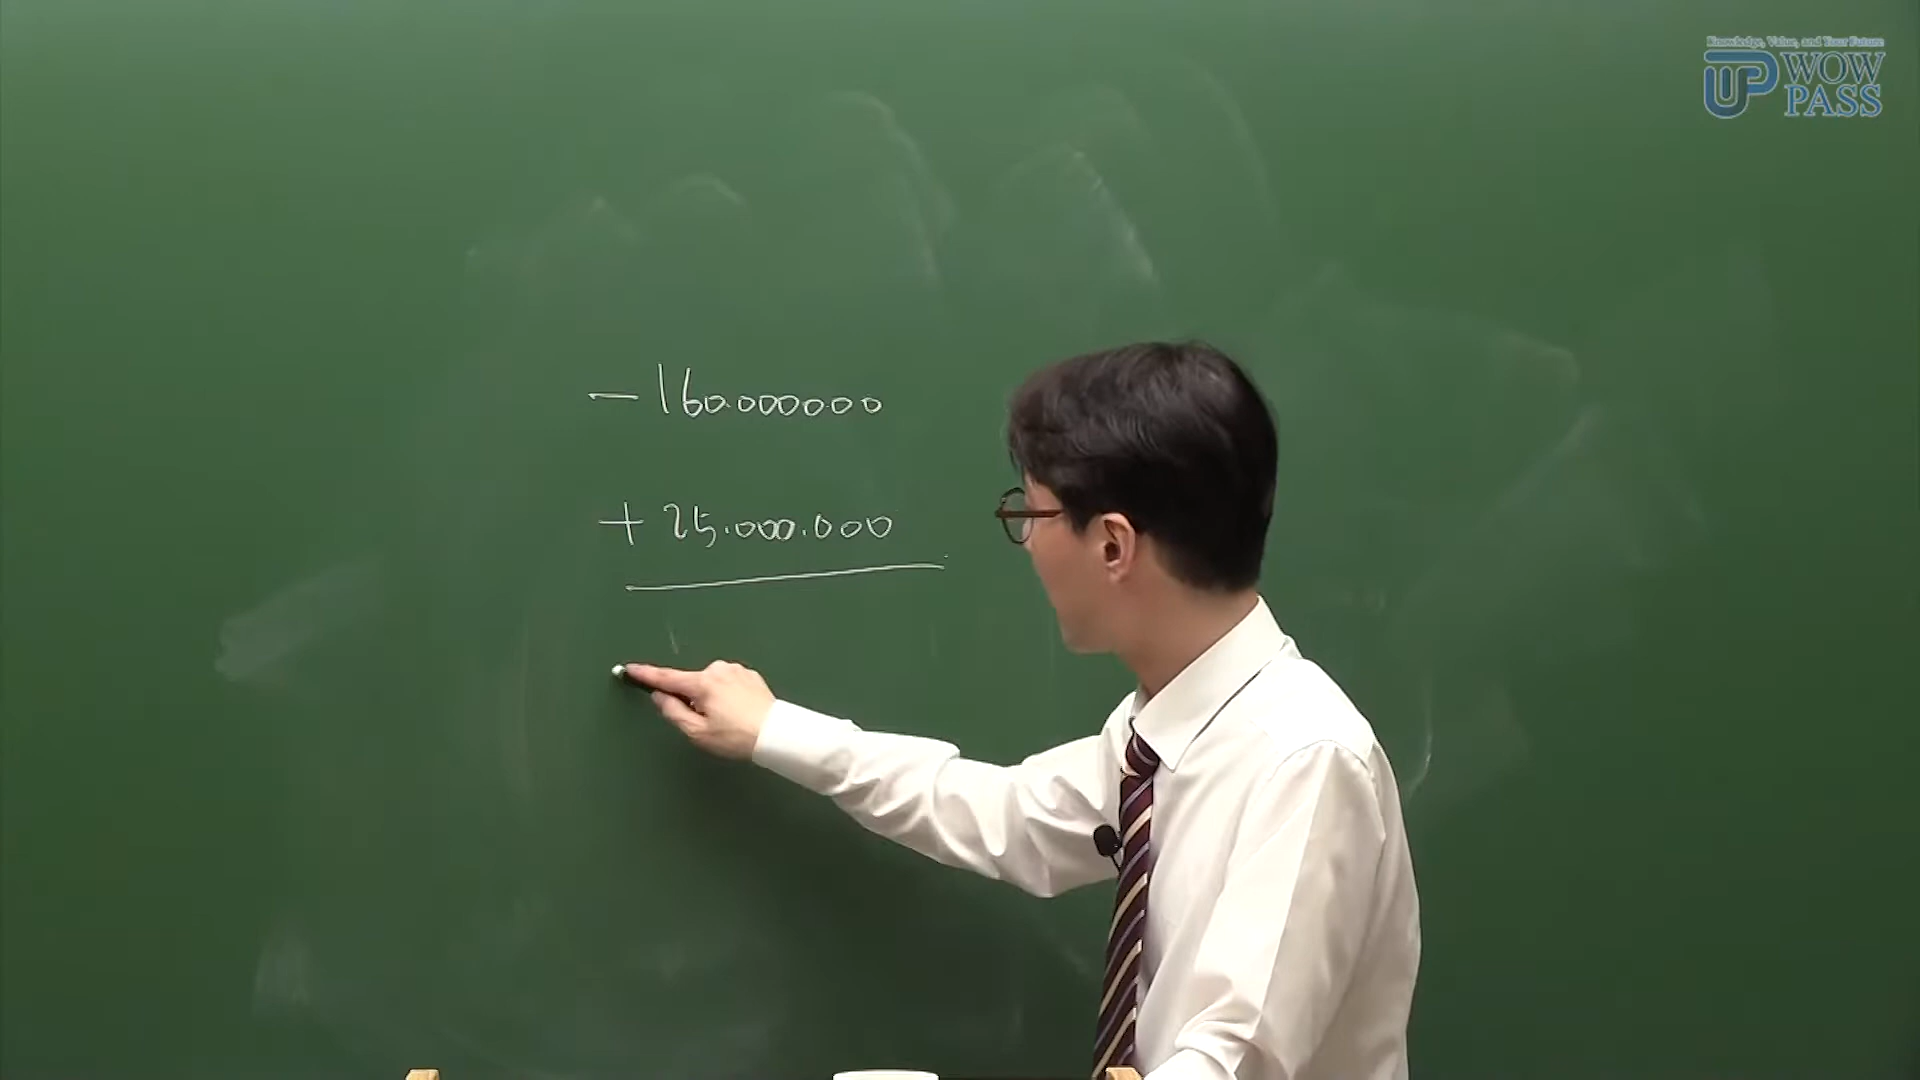 Knowledge, Value, and Your Future
UP WOW
PASS
- 160.000000
+ 25.000.000